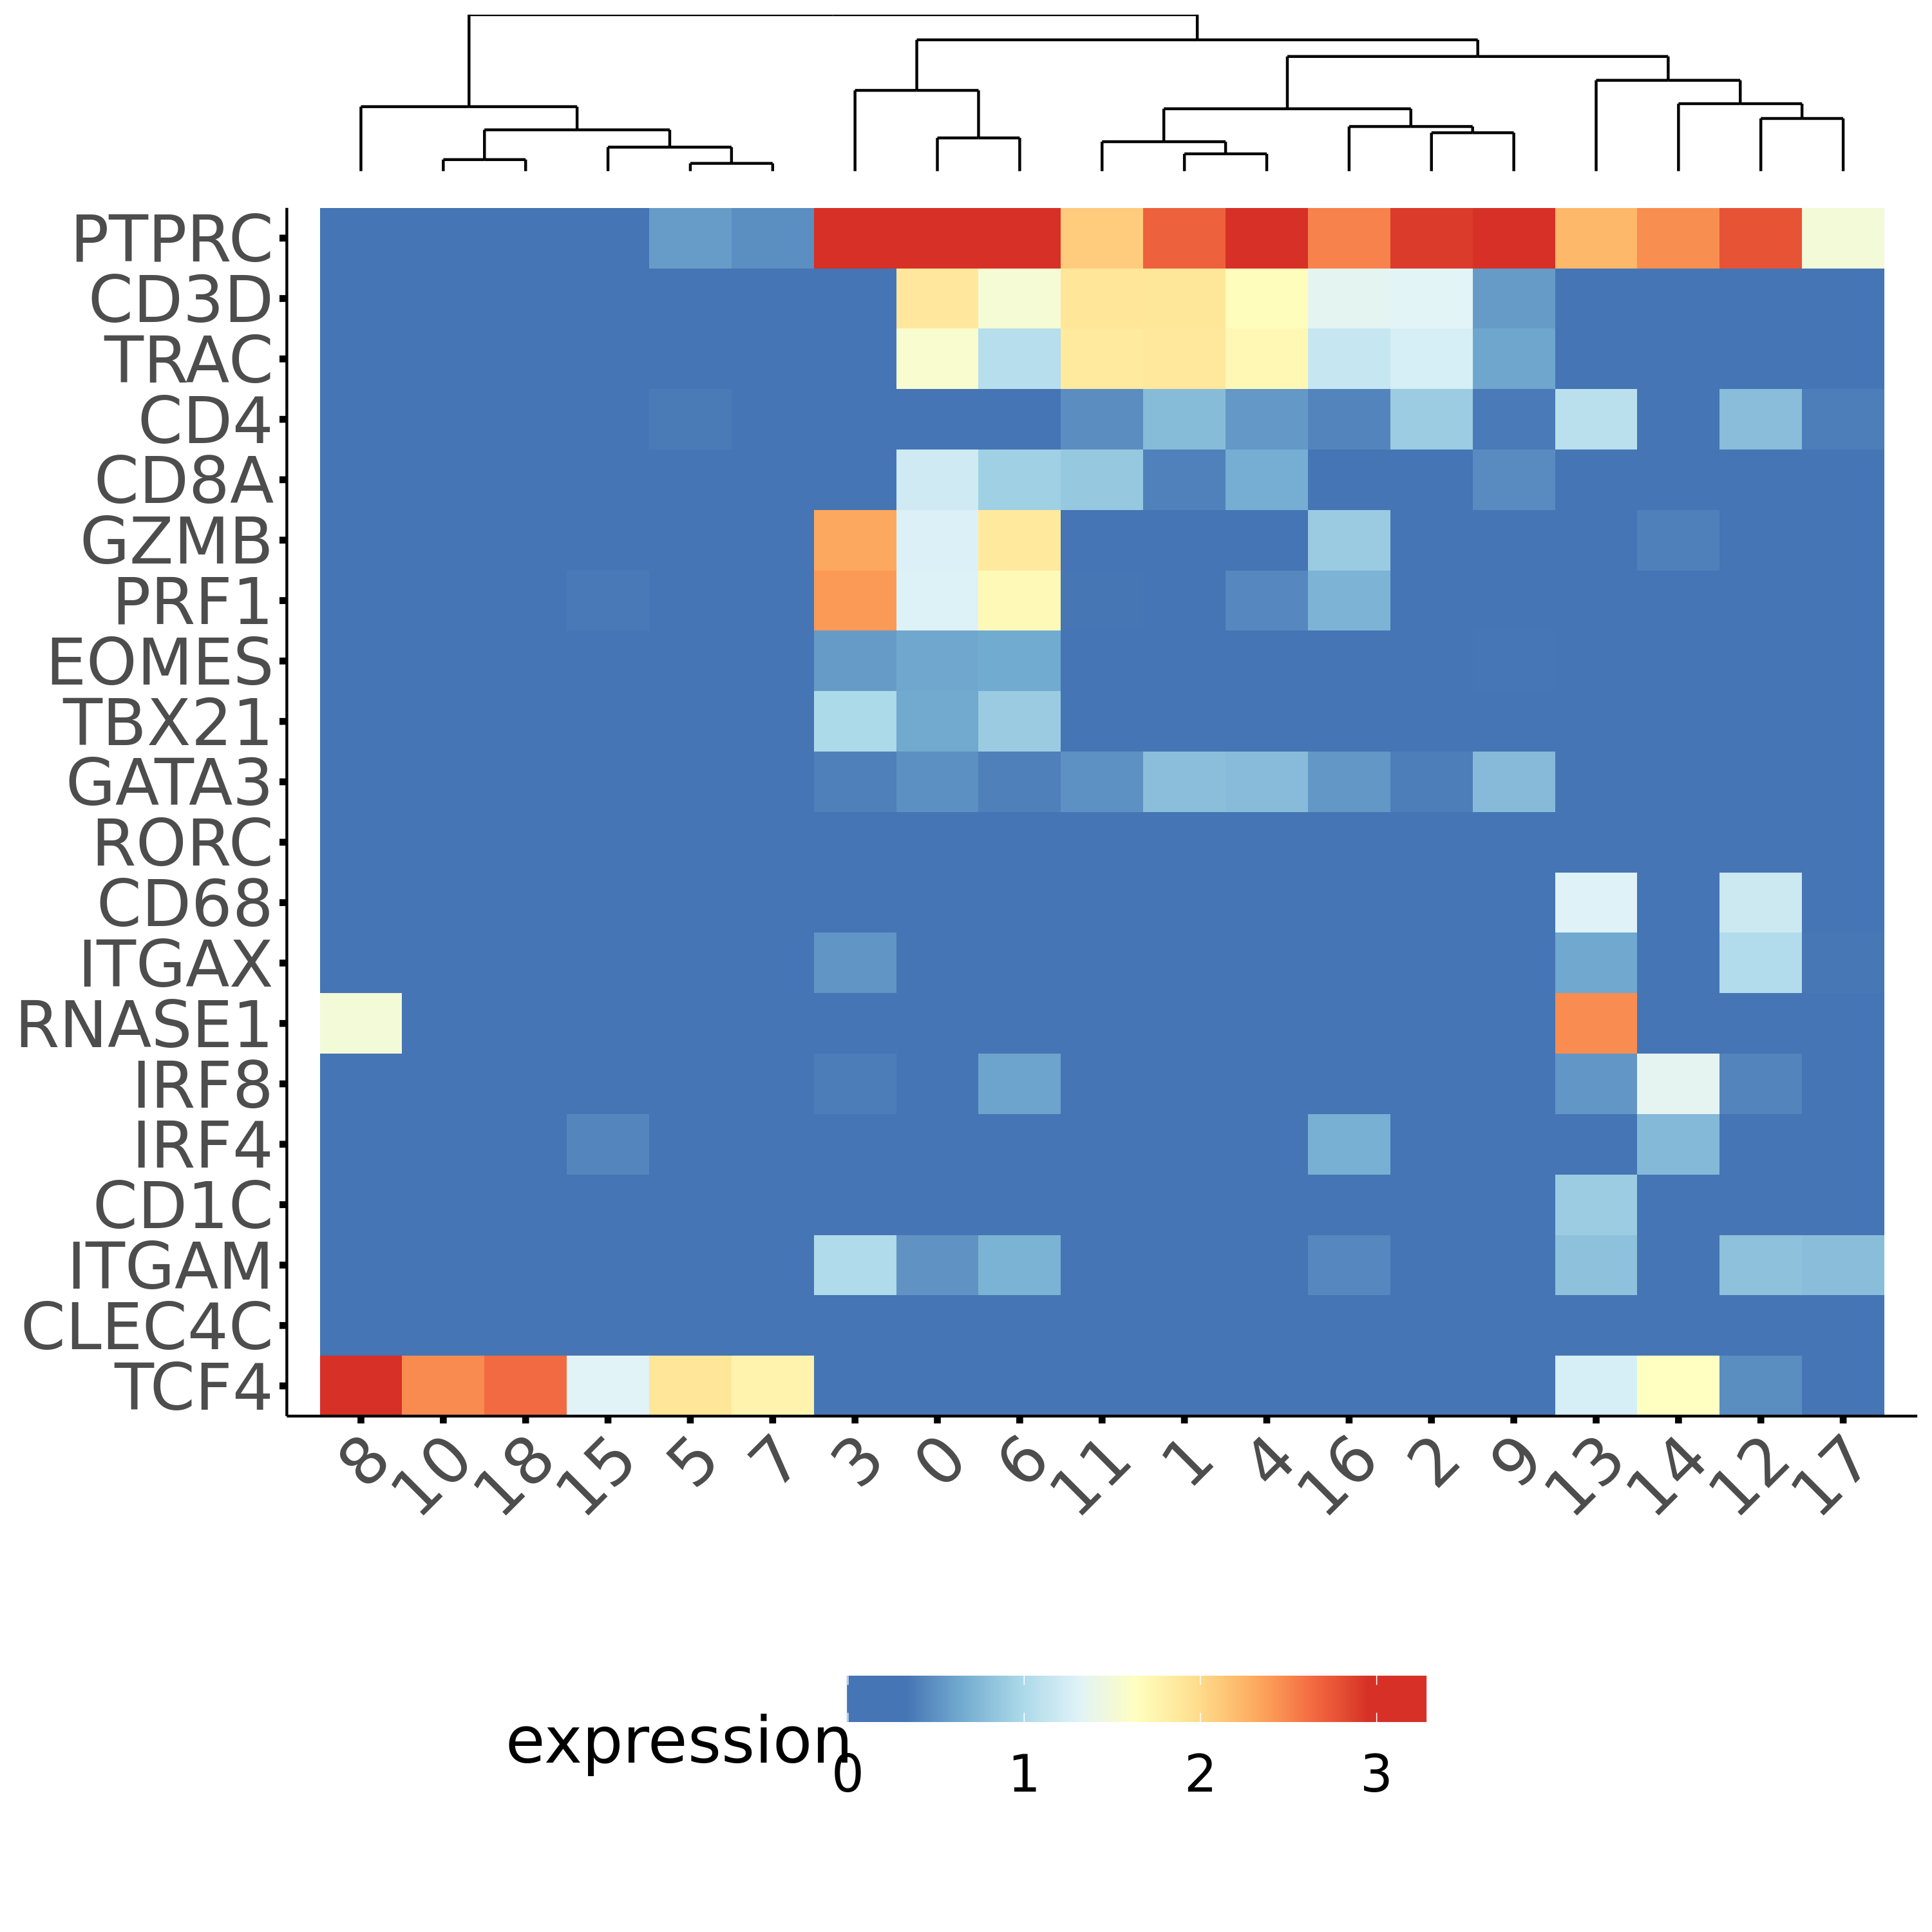 PTPRC
CD3D
TRAC
CD4
CD8A
GZMB
PRF1
EOMES
TBX21
GATA3
RORC
CD68
ITGAX
RNASE1
IRF8
IRF4
CD1C
ITGAM
CLEC4C
TCF4
8 10 18 15 5 7 3 0 6 11 1 4 16 2 9 13 14 12 17
expression
0 1 2 3